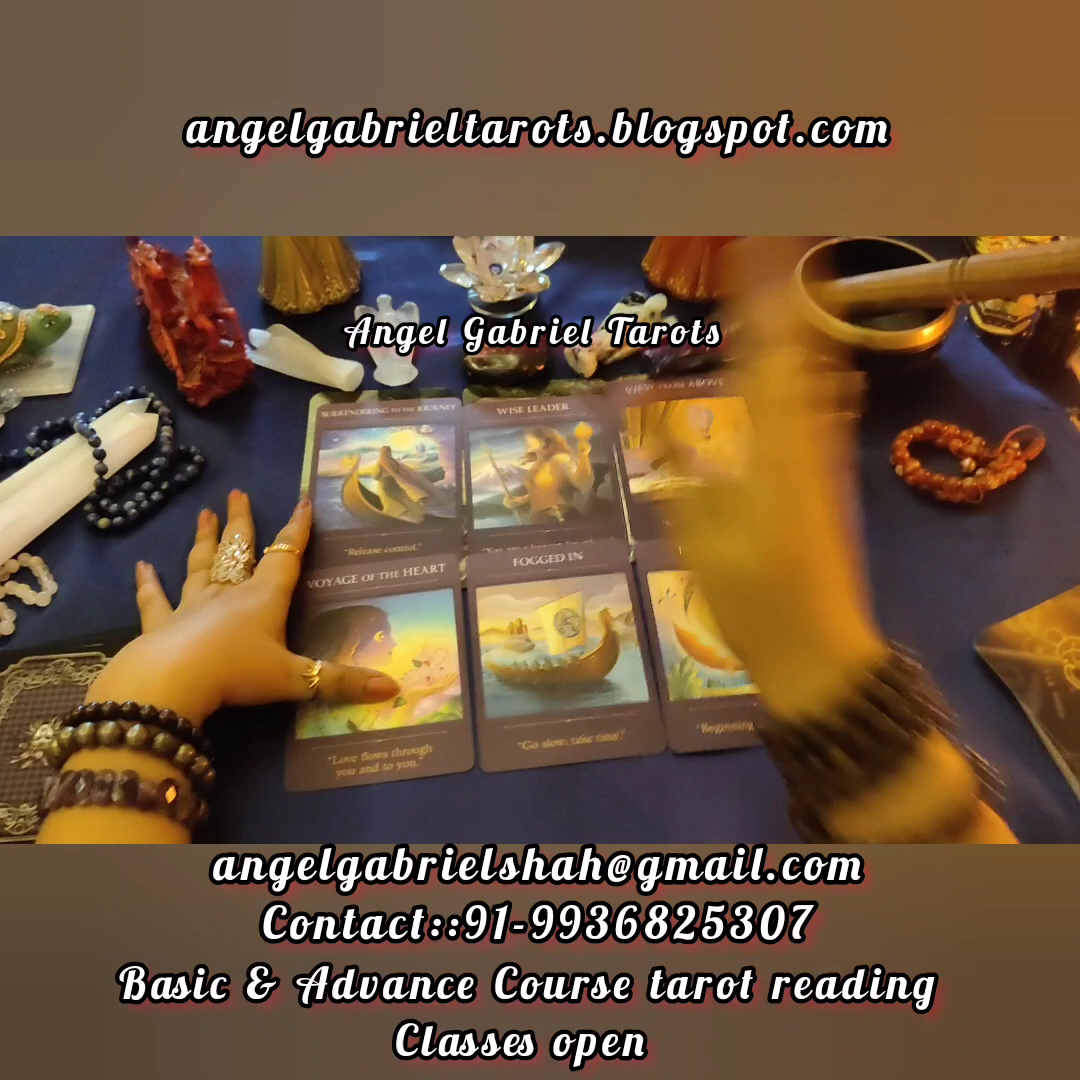 angelgabrieltarots.blogspot.com
Angel Gabriel Tarots
SURRENDERING TO THE JOURNEY
WISE LEADER
"Release control."
VOYAGE OF THE HEART
FOGGED IN
"Love flows through
you and to you."
"Go slow, take time."
"Beginning
angelgabrielshah@gmail.com
Contact::91-9936825307
Basic & Advance Course tarot reading
Classes open